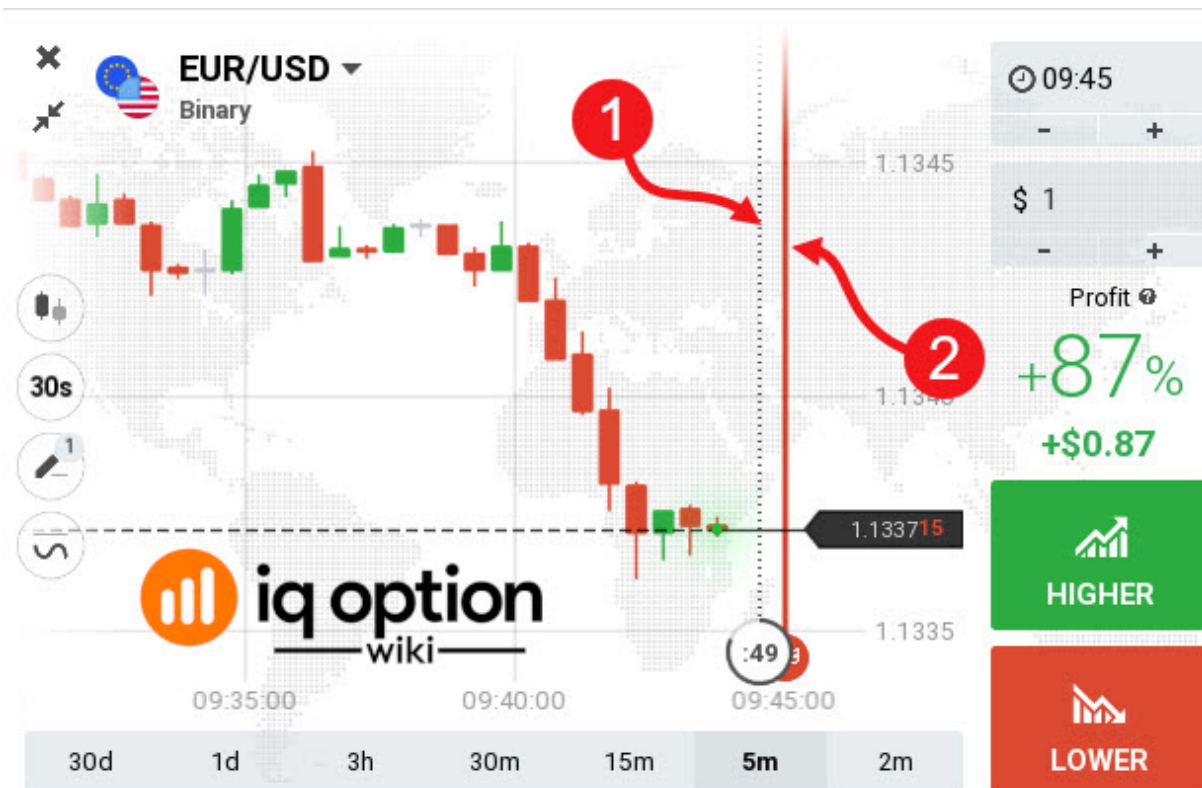 EUR/USD
Binary
1
2
1.1345
1.1340
1.133715
1.1335
09:45
- +
$ 1
- +
Profit
+87%
+$0.87
HIGHER
LOWER
30s
1
iq option
wiki
:49
09:35:00
09:40:00
09:45:00
30d
1d
3h
30m
15m
5m
2m